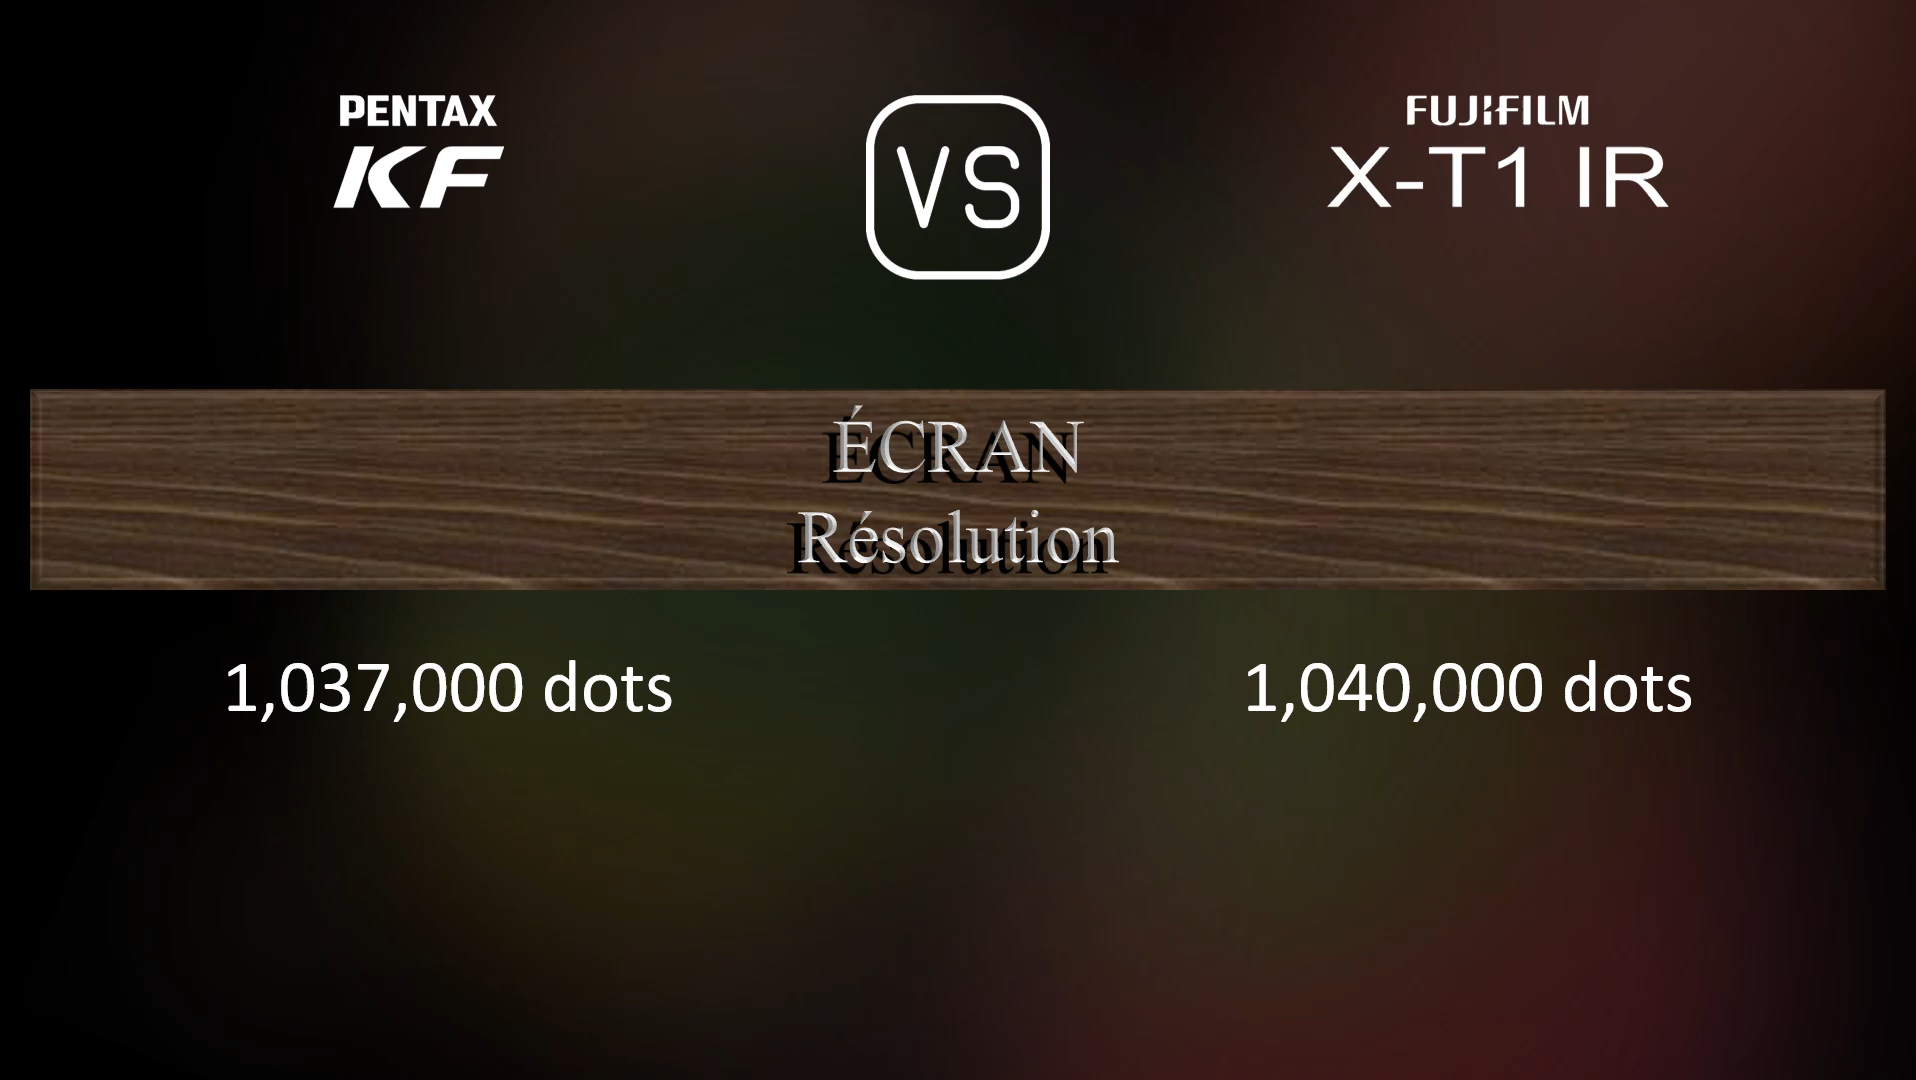 PENTAX
KF
VS
FUJIFILM
X-T1 IR
ÉCRAN
Résolution
1,037,000 dots
1,040,000 dots